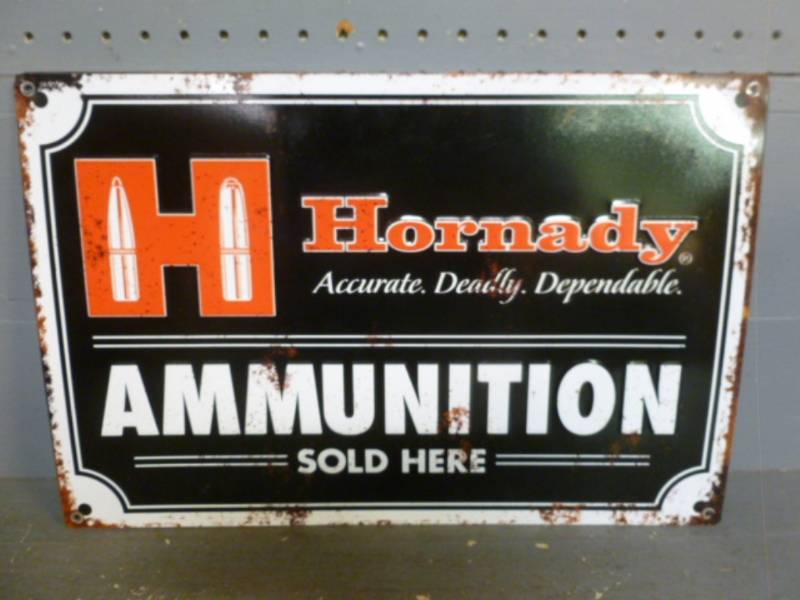 H
Hornady®
Accurate. Deadly. Dependable.
AMMUNITION
SOLD HERE